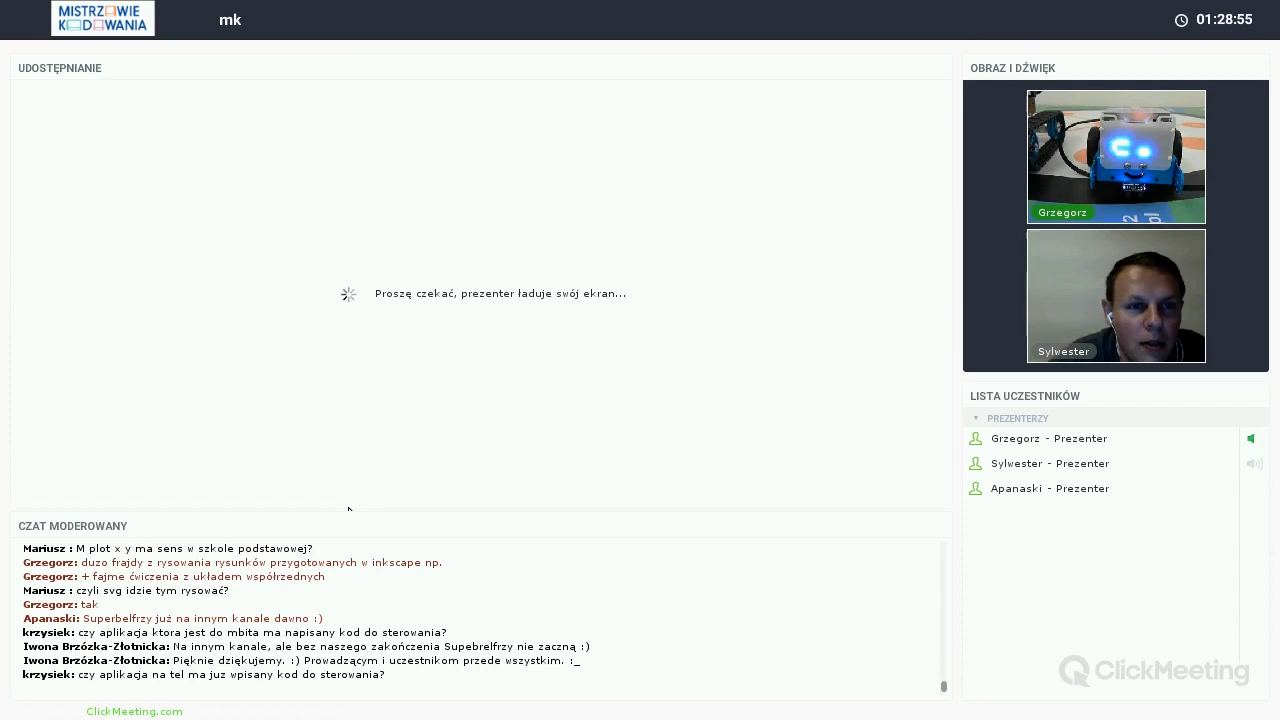 MISTRZOWIE
KODOWANIA
mk
01:28:55
UDOSTĘPNIANIE
Proszę czekać, prezenter ładuje swój ekran...
OBRAZ I DŹWIĘK
Grzegorz
Sylwester
LISTA UCZESTNIKÓW
PREZENTERZY
Grzegorz - Prezenter
Sylwester - Prezenter
Apanaski - Prezenter
CZAT MODEROWANY
Mariusz : M plot x y ma sens w szkole podstawowej?
Grzegorz: duzo frajdy z rysowania rysunków przygotowanych w inkscape np.
Grzegorz: + fajme ćwiczenia z układem współrzednych
Mariusz : czyli svg idzie tym rysować?
Grzegorz: tak
Apanaski: Superbelfrzy już na innym kanale dawno :)
krzysiek: czy aplikacja ktora jest do mbita ma napisany kod do sterowania?
Iwona Brzózka-Złotnicka: Na innym kanale, ale bez naszego zakończenia Supebrelfrzy nie zaczną :)
Iwona Brzózka-Złotnicka: Pięknie dziękujemy. :) Prowadzącym i uczestnikom przede wszystkim. :_
krzysiek: czy aplikacja na tel ma juz wpisany kod do sterowania?
ClickMeeting
ClickMeeting.com